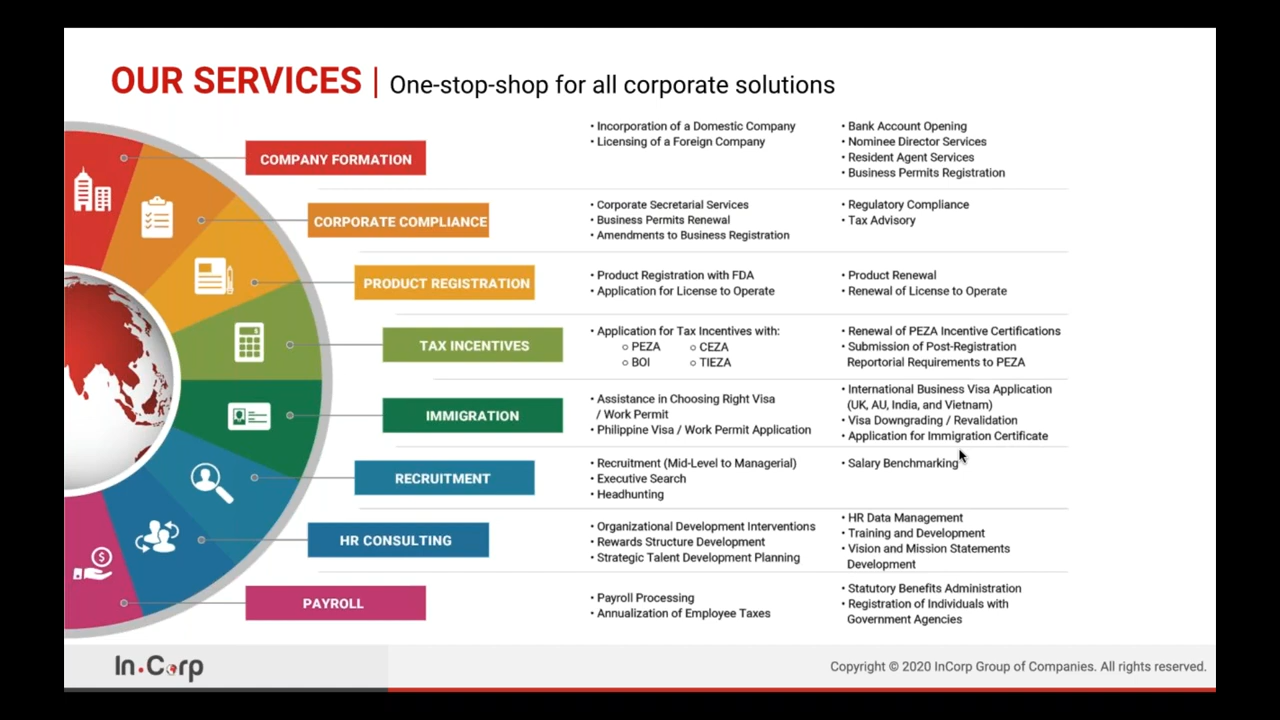 OUR SERVICES | One-stop-shop for all corporate solutions
COMPANY FORMATION
• Incorporation of a Domestic Company
• Licensing of a Foreign Company
• Bank Account Opening
• Nominee Director Services
• Resident Agent Services
• Business Permits Registration
CORPORATE COMPLIANCE
• Corporate Secretarial Services
• Business Permits Renewal
• Amendments to Business Registration
• Regulatory Compliance
• Tax Advisory
PRODUCT REGISTRATION
• Product Registration with FDA
• Application for License to Operate
• Product Renewal
• Renewal of License to Operate
TAX INCENTIVES
• Application for Tax Incentives with:
○ PEZA ○ CEZA
○ BOI ○ TIEZA
• Renewal of PEZA Incentive Certifications
• Submission of Post-Registration
Reportorial Requirements to PEZA
IMMIGRATION
• Assistance in Choosing Right Visa
/ Work Permit
• Philippine Visa / Work Permit Application
• International Business Visa Application
(UK, AU, India, and Vietnam)
• Visa Downgrading / Revalidation
• Application for Immigration Certificate
RECRUITMENT
• Recruitment (Mid-Level to Managerial)
• Executive Search
• Headhunting
• Salary Benchmarking
HR CONSULTING
• Organizational Development Interventions
• Rewards Structure Development
• Strategic Talent Development Planning
• HR Data Management
• Training and Development
• Vision and Mission Statements
Development
PAYROLL
• Payroll Processing
• Annualization of Employee Taxes
• Statutory Benefits Administration
• Registration of Individuals with
Government Agencies
In.Corp
Copyright © 2020 InCorp Group of Companies. All rights reserved.